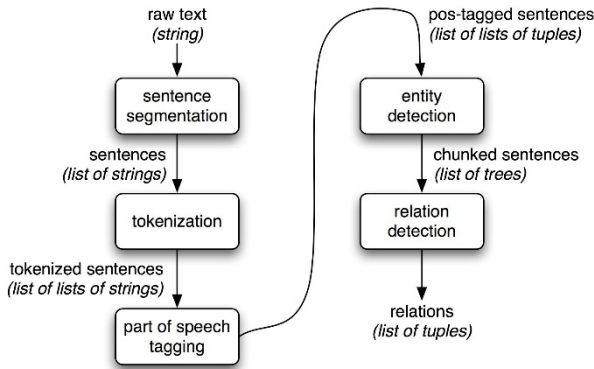 raw text
(string)
sentence
segmentation
sentences
(list of strings)
tokenization
tokenized sentences
(list of lists of strings)
part of speech
tagging
pos-tagged sentences
(list of lists of tuples)
entity
detection
chunked sentences
(list of trees)
relation
detection
relations
(list of tuples)